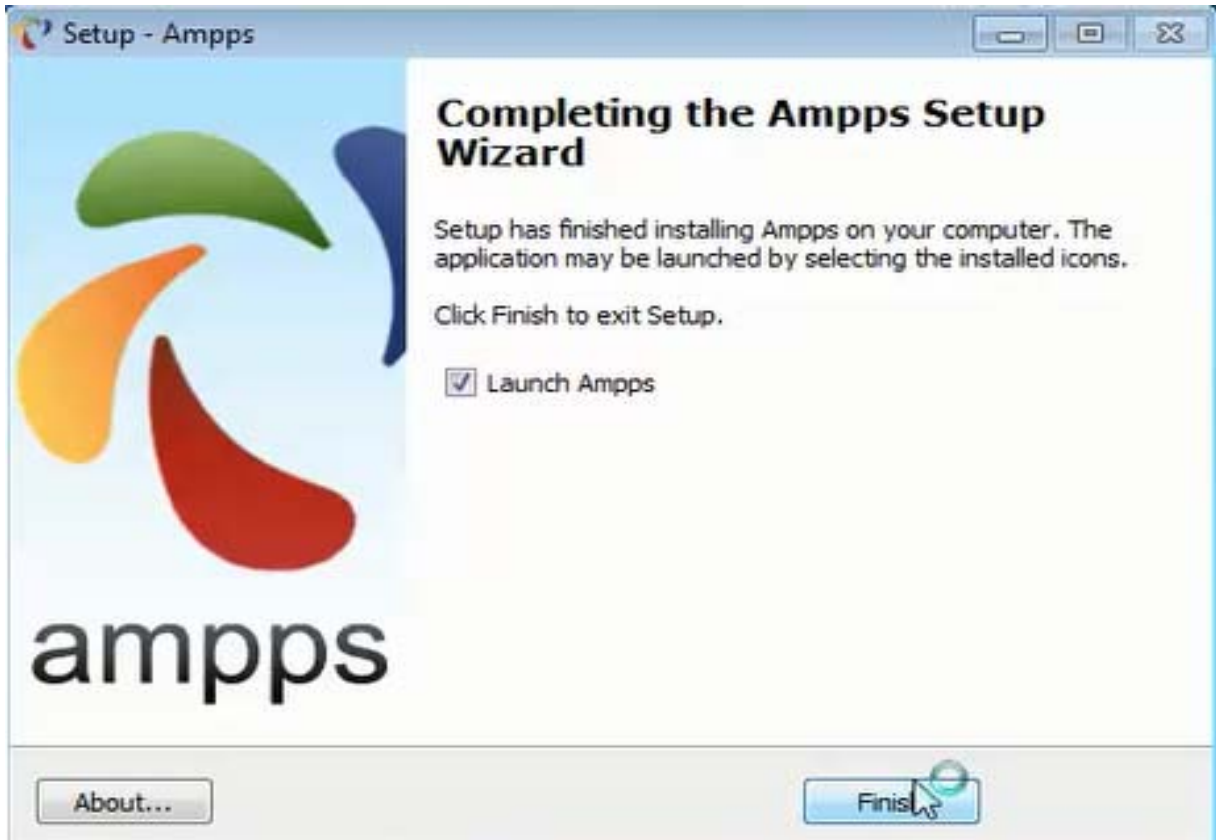 Setup - Ampps
Completing the Ampps Setup
Wizard
Setup has finished installing Ampps on your computer. The
application may be launched by selecting the installed icons.
Click Finish to exit Setup.
Launch Ampps
ampps
About...
Finish